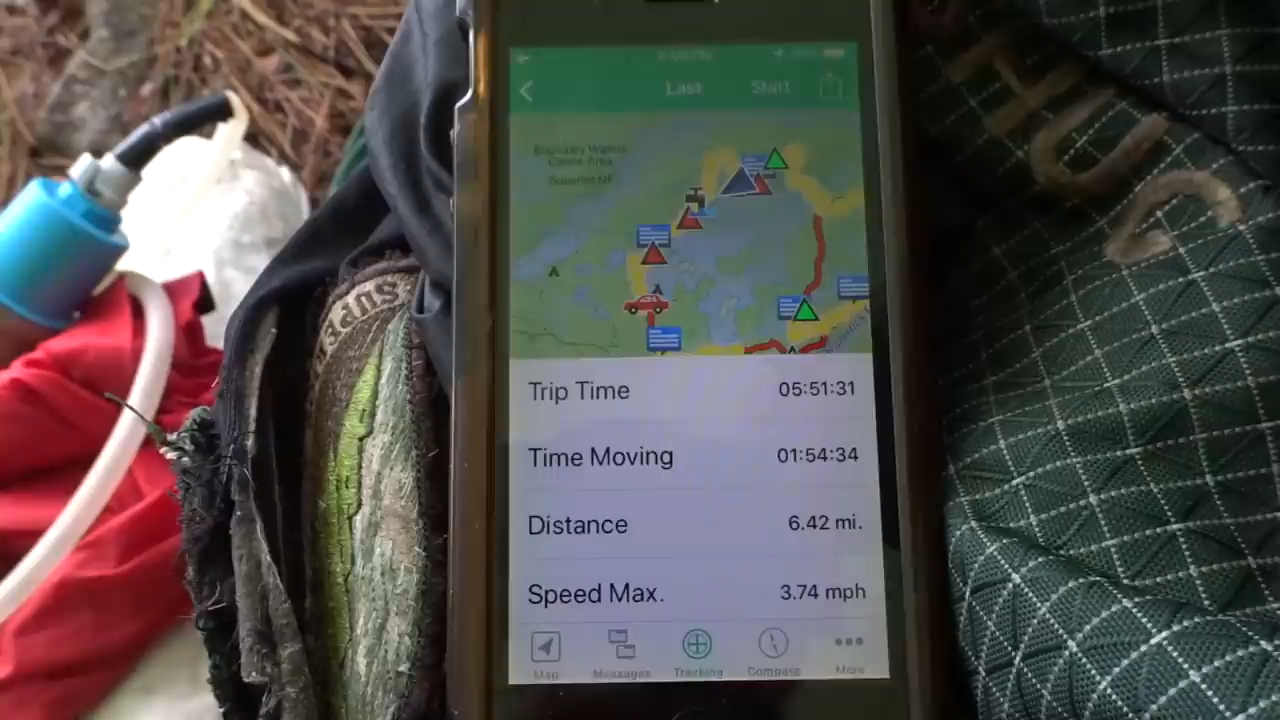 Last Start
Boundary Waters
Canoe Area
Superior NF
Trip Time 05:51:31
Time Moving 01:54:34
Distance 6.42 mi.
Speed Max. 3.74 mph
Map Messages Tracking Compass More
SUPE